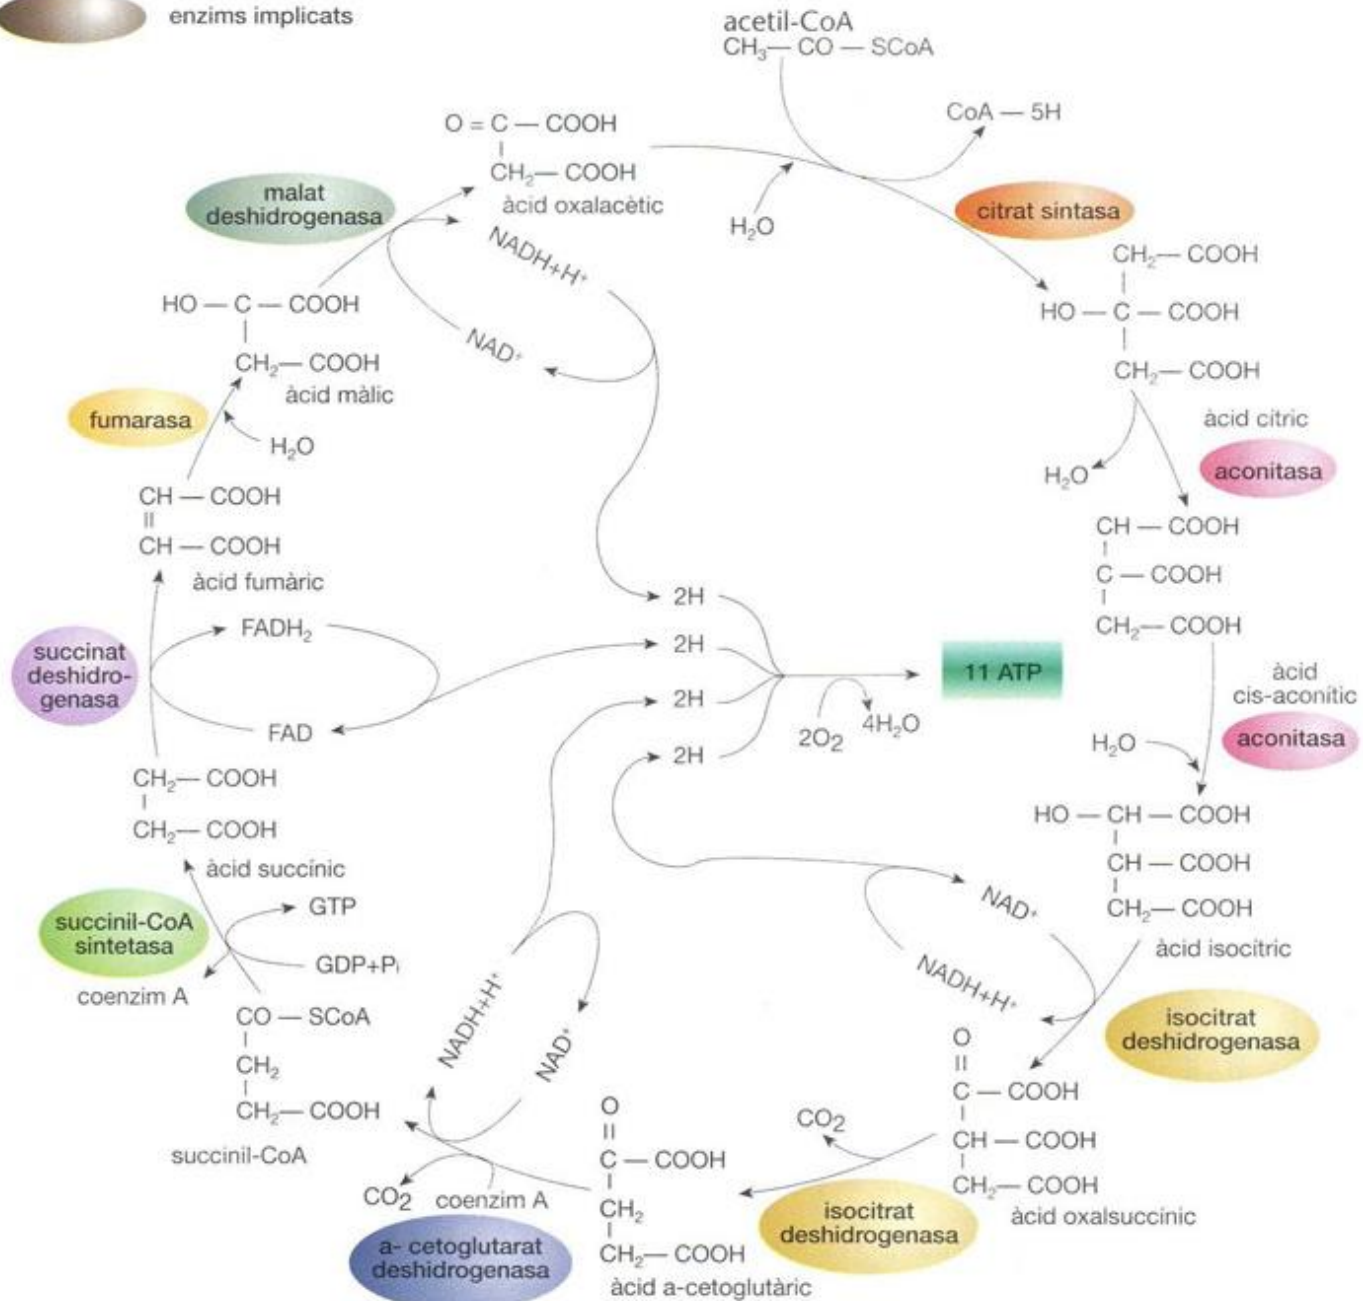 enzims implicats
acetil-CoA
CH₃— CO — SCoA
CoA — 5H
O = C — COOH
CH₂— COOH
àcid oxalacètic
malat
deshidrogenasa
H₂O
citrat sintasa
NADH+H⁺
NAD⁺
CH₂— COOH
HO — C — COOH
CH₂— COOH
àcid cítric
HO — C — COOH
CH₂— COOH
àcid màlic
fumarasa
H₂O
H₂O
aconitasa
CH — COOH
CH — COOH
àcid fumàric
CH — COOH
C — COOH
CH₂— COOH
àcid
cis-aconític
2H
2H
2H
2H
11 ATP
2O₂
4H₂O
FADH₂
FAD
succinat
deshidro-
genasa
H₂O
aconitasa
CH₂— COOH
CH₂— COOH
àcid succínic
HO — CH — COOH
CH — COOH
CH₂— COOH
àcid isocítric
GTP
succinil-CoA
sintetasa
GDP+Pᵢ
coenzim A
NAD⁺
NADH+H⁺
isocitrat
deshidrogenasa
NADH+H⁺
NAD⁺
CO — SCoA
CH₂
CH₂— COOH
succinil-CoA
O
C — COOH
CH — COOH
CH₂— COOH
àcid oxalsuccínic
CO₂
isocitrat
deshidrogenasa
O
C — COOH
CH₂
CH₂— COOH
àcid a-cetoglutàric
CO₂
coenzim A
a- cetoglutarat
deshidrogenasa